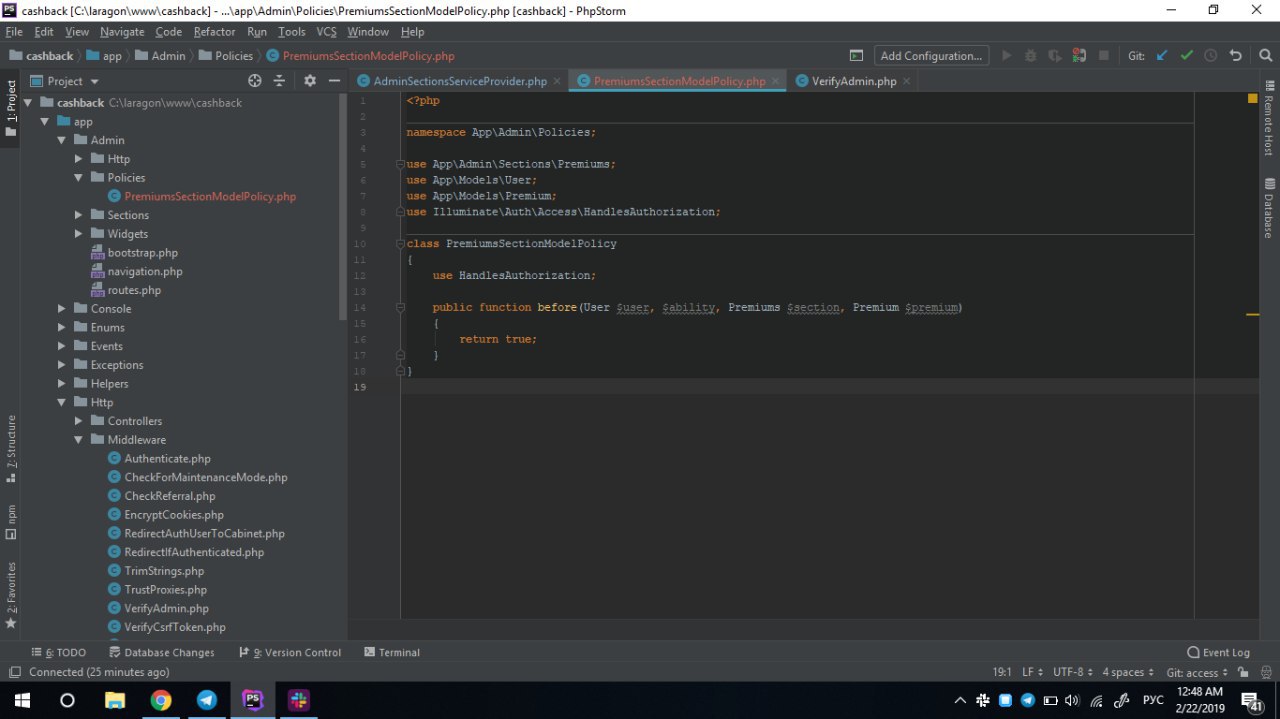 cashback [C:\laragon\www\cashback] - ...\app\Admin\Policies\PremiumsSectionModelPolicy.php [cashback] - PhpStorm
File Edit View Navigate Code Refactor Run Tools VCS Window Help
cashback app Admin Policies PremiumsSectionModelPolicy.php Add Configuration... Git:
Project
AdminSectionsServiceProvider.php PremiumsSectionModelPolicy.php VerifyAdmin.php
1: Project
7: Structure
npm
2: Favorites
cashback C:\laragon\www\cashback
app
Admin
Http
Policies
PremiumsSectionModelPolicy.php
Sections
Widgets
bootstrap.php
navigation.php
routes.php
Console
Enums
Events
Exceptions
Helpers
Http
Controllers
Middleware
Authenticate.php
CheckForMaintenanceMode.php
CheckReferral.php
EncryptCookies.php
RedirectAuthUserToCabinet.php
RedirectIfAuthenticated.php
TrimStrings.php
TrustProxies.php
VerifyAdmin.php
VerifyCsrfToken.php
1 <?php
2
3 namespace App\Admin\Policies;
4
5 use App\Admin\Sections\Premiums;
6 use App\Models\User;
7 use App\Models\Premium;
8 use Illuminate\Auth\Access\HandlesAuthorization;
9
10 class PremiumsSectionModelPolicy
11 {
12 use HandlesAuthorization;
13
14 public function before(User $user, $ability, Premiums $section, Premium $premium)
15 {
16 return true;
17 }
18 }
19
Remote Host
Database
6: TODO Database Changes 9: Version Control Terminal Event Log
Connected (25 minutes ago) 19:1 LF UTF-8 4 spaces Git: access
PS
РУС
12:48 AM
2/22/2019
41